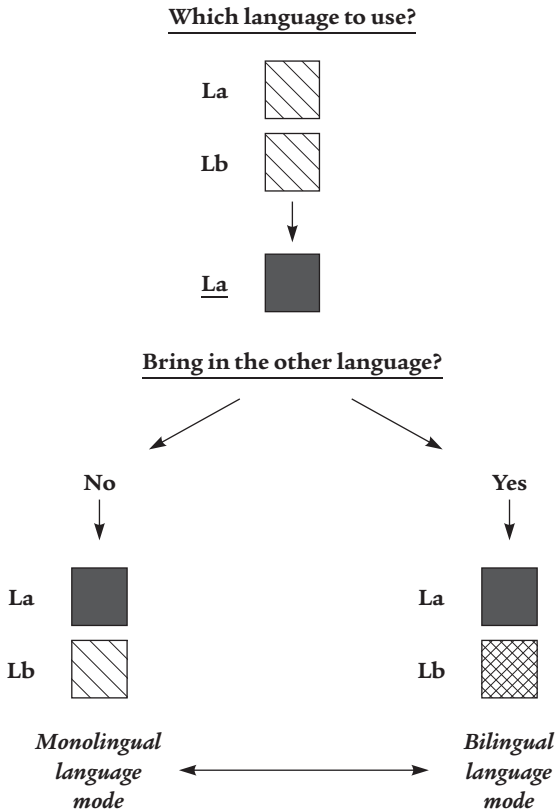 Which language to use?
La
Lb
La
Bring in the other language?
No
Yes
La
La
Lb
Lb
Monolingual
language
mode
Bilingual
language
mode